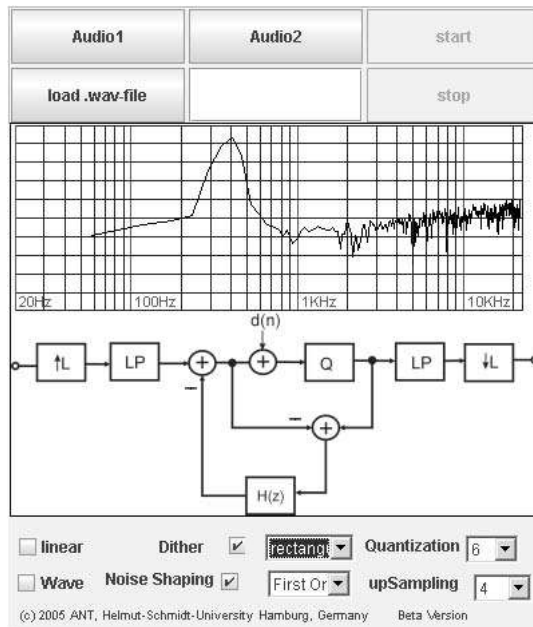 Audio1 Audio2 start
load .wav-file stop
20Hz 100Hz 1KHz 10KHz
d(n)
↑L LP + + Q LP ↓L
+
H(z)
linear Dither rectang Quantization 6
Wave Noise Shaping First Or upSampling 4
(c) 2005 ANT, Helmut-Schmidt-University Hamburg, Germany Beta Version